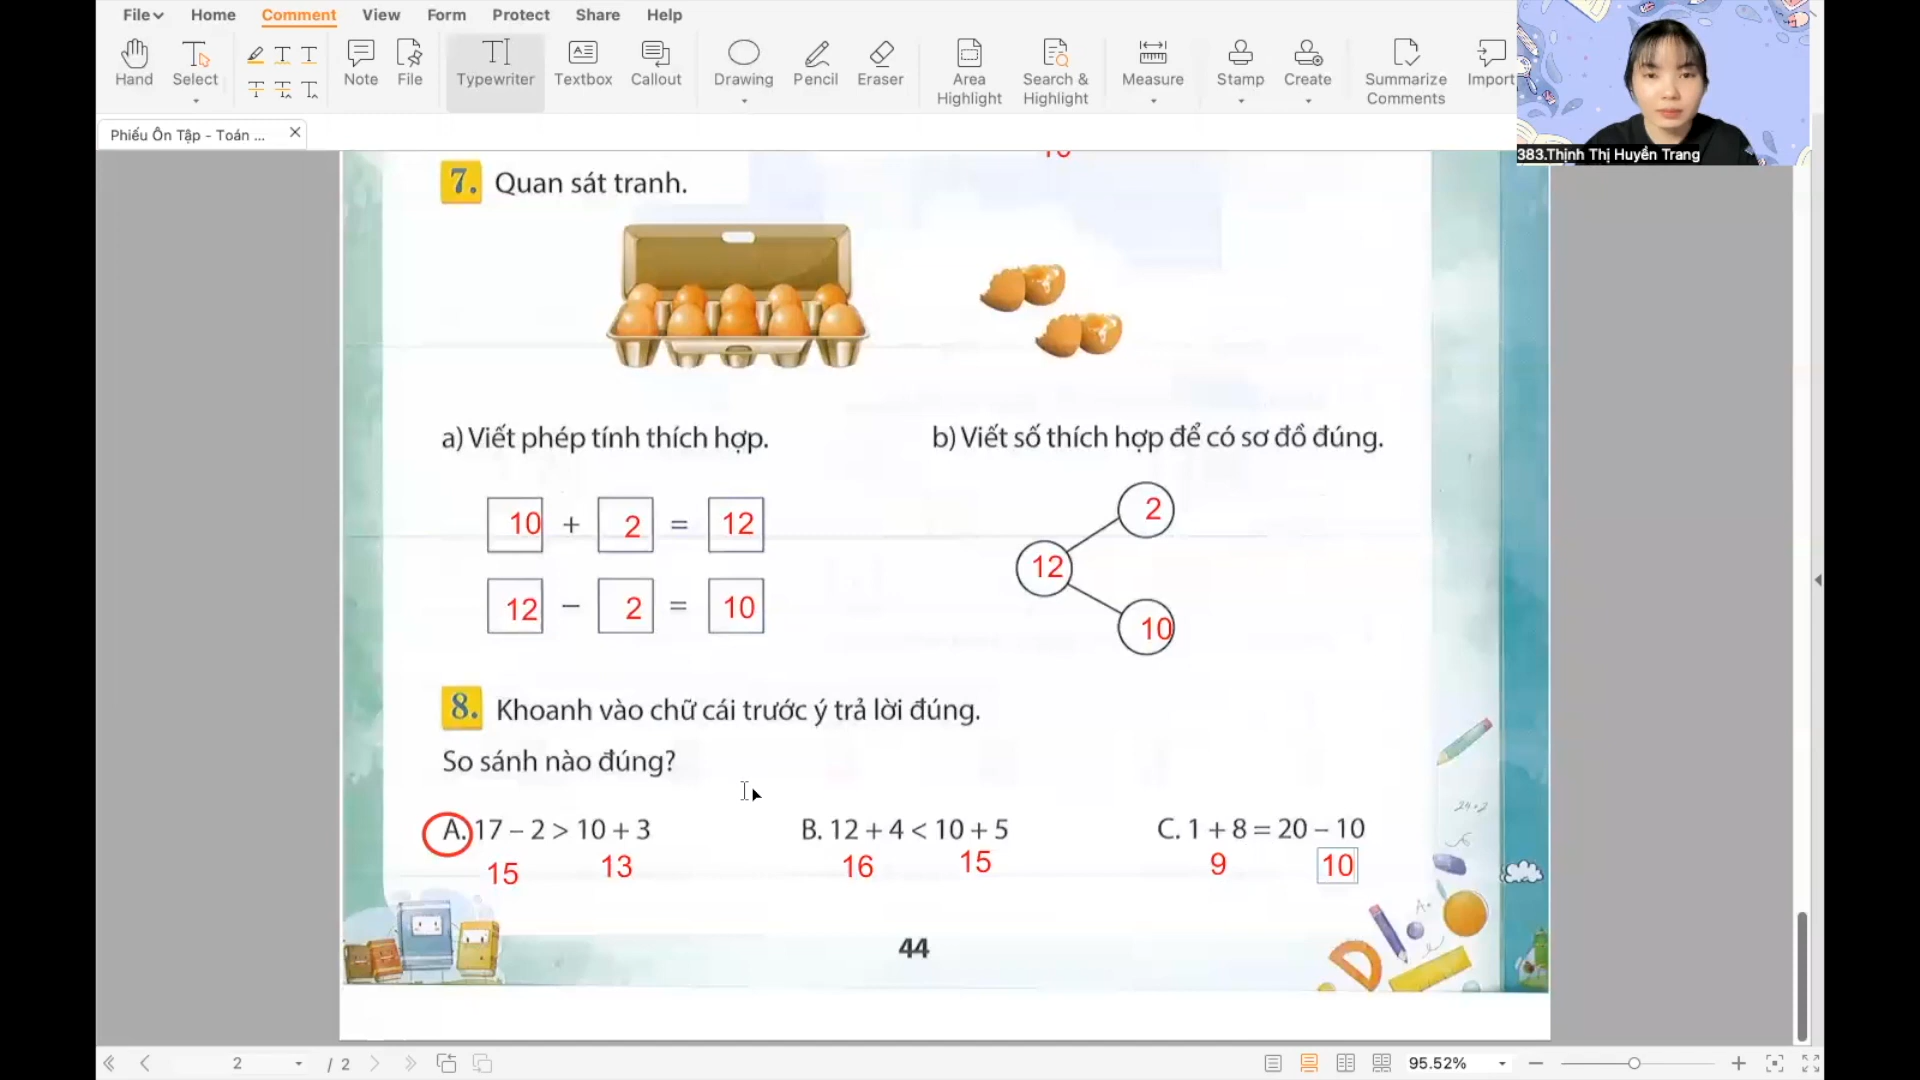 File Home Comment View Form Protect Share Help
Hand Select Note File Typewriter Textbox Callout Drawing Pencil Eraser Area Highlight Search & Highlight Measure Stamp Create Summarize Comments Import
383.Thịnh Thị Huyền Trang
Phiếu Ôn Tập - Toán ...
7. Quan sát tranh.
a) Viết phép tính thích hợp.
b) Viết số thích hợp để có sơ đồ đúng.
10 + 2 = 12
12 − 2 = 10
2
12
10
8. Khoanh vào chữ cái trước ý trả lời đúng.
So sánh nào đúng?
A. 17 – 2 > 10 + 3 B. 12 + 4 < 10 + 5 C. 1 + 8 = 20 – 10
15 13 16 15 9 10
44
2 / 2 95.52%